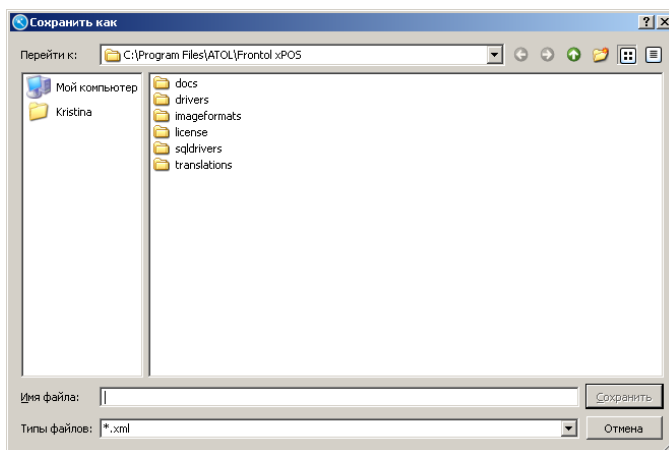 Сохранить как
Перейти к: C:\Program Files\ATOL\Frontol xPOS
Мой компьютер
Kristina
docs
drivers
imageformats
license
sqldrivers
translations
Имя файла: Сохранить
Типы файлов: *.xml Отмена